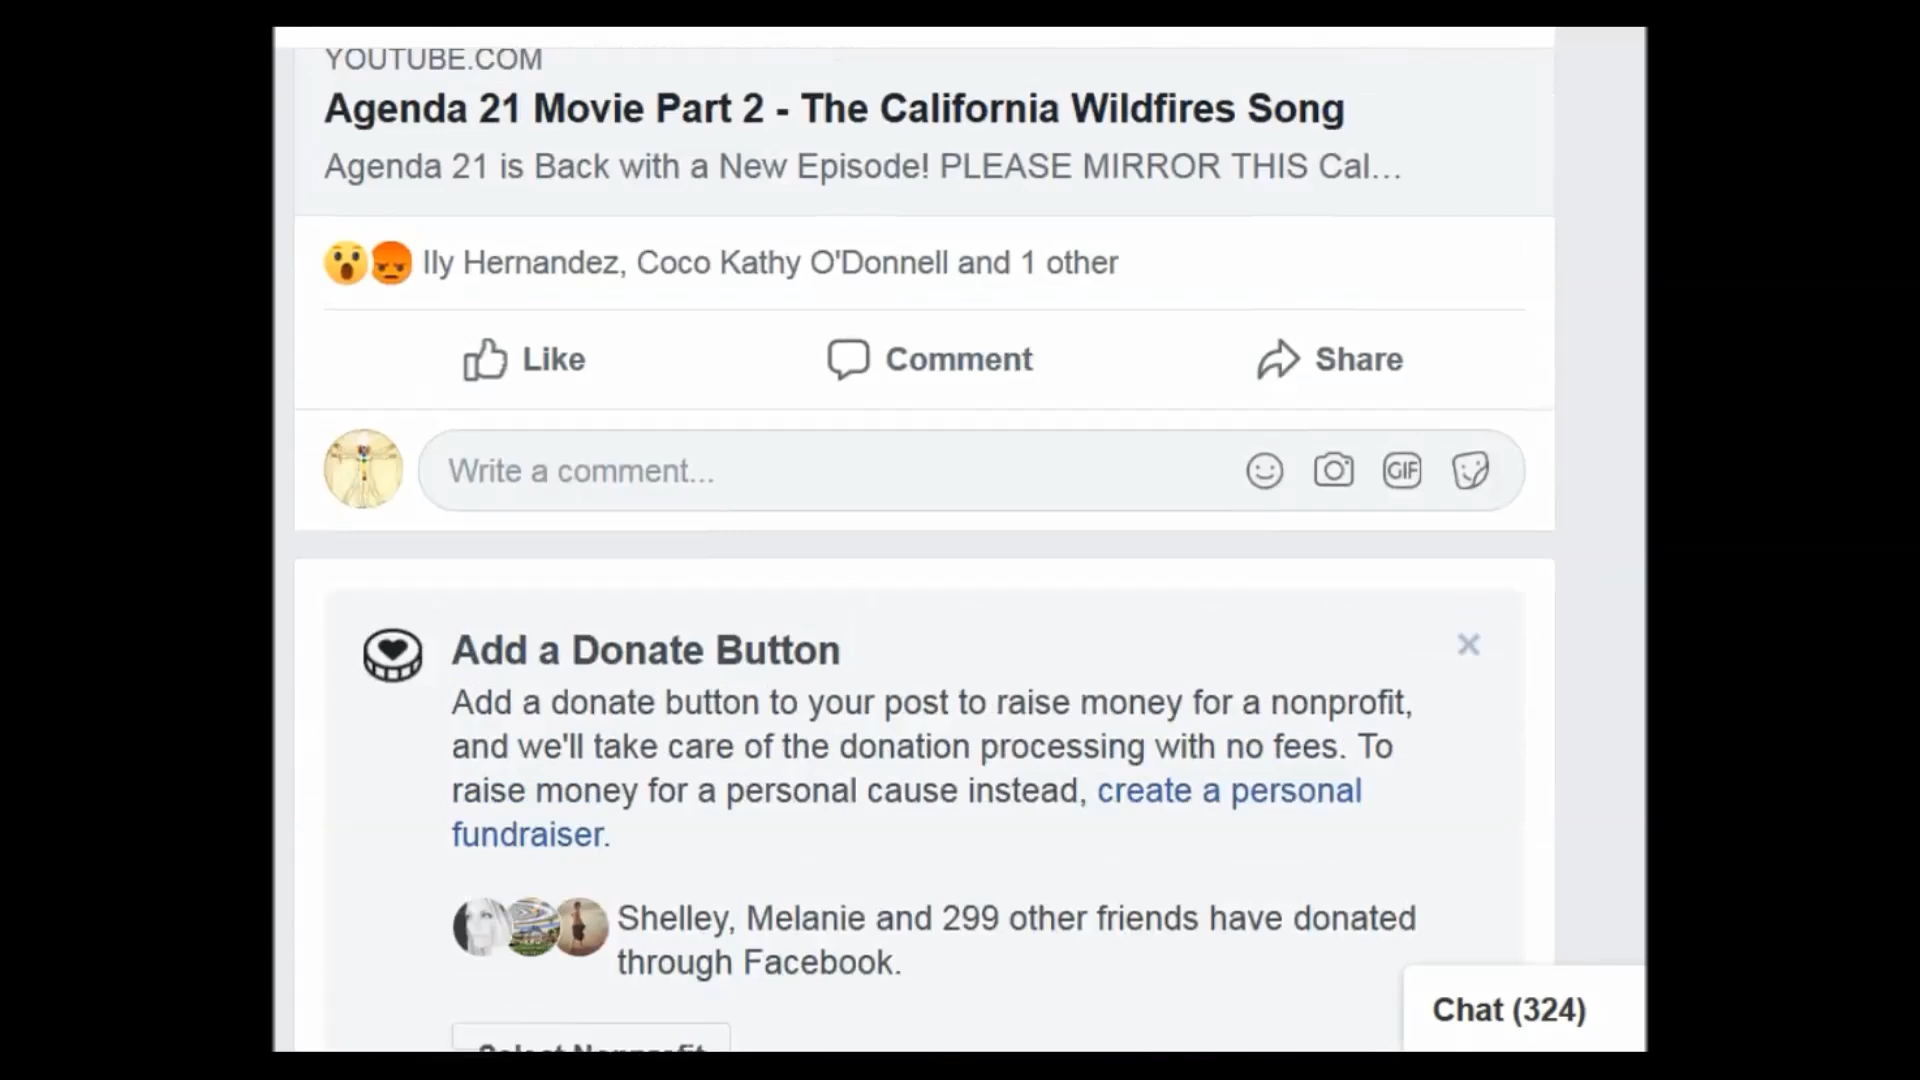 YOUTUBE.COM
Agenda 21 Movie Part 2 - The California Wildfires Song
Agenda 21 is Back with a New Episode! PLEASE MIRROR THIS Cal...
Ily Hernandez, Coco Kathy O'Donnell and 1 other
Like Comment Share
Write a comment...
GIF
Add a Donate Button
Add a donate button to your post to raise money for a nonprofit,
and we'll take care of the donation processing with no fees. To
raise money for a personal cause instead, create a personal
fundraiser.
Shelley, Melanie and 299 other friends have donated
through Facebook.
Chat (324)
Select Nonprofit